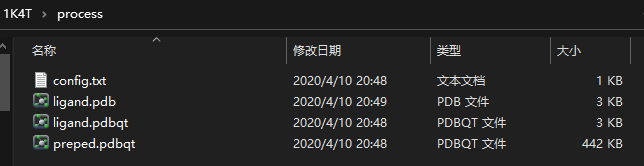 1K4T > process
名称 修改日期 类型 大小
config.txt 2020/4/10 20:48 文本文档 1 KB
ligand.pdb 2020/4/10 20:49 PDB 文件 3 KB
ligand.pdbqt 2020/4/10 20:48 PDBQT 文件 3 KB
preped.pdbqt 2020/4/10 20:48 PDBQT 文件 442 KB